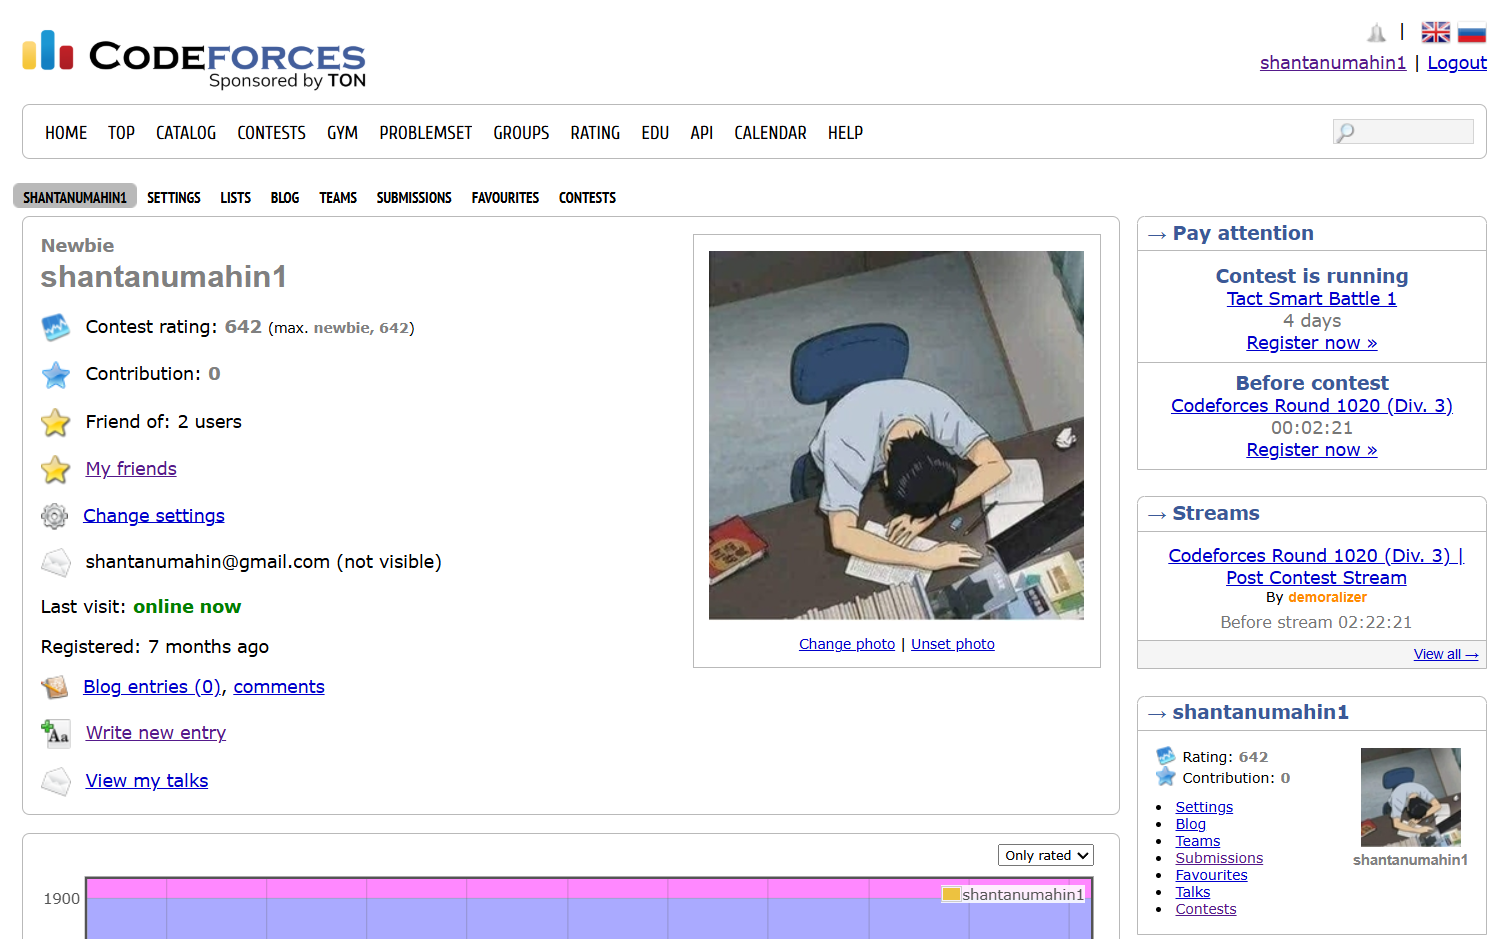 CODEFORCES
Sponsored by TON
|
shantanumahin1 | Logout
HOME TOP CATALOG CONTESTS GYM PROBLEMSET GROUPS RATING EDU API CALENDAR HELP
SHANTANUMAHIN1 SETTINGS LISTS BLOG TEAMS SUBMISSIONS FAVOURITES CONTESTS
Newbie
shantanumahin1
Contest rating: 642 (max. newbie, 642)
Contribution: 0
Friend of: 2 users
My friends
Change settings
shantanumahin@gmail.com (not visible)
Last visit: online now
Registered: 7 months ago
Blog entries (0), comments
Write new entry
Aa
View my talks
Change photo | Unset photo
Only rated
1900
shantanumahin1
→ Pay attention
Contest is running
Tact Smart Battle 1
4 days
Register now »
Before contest
Codeforces Round 1020 (Div. 3)
00:02:21
Register now »
→ Streams
Codeforces Round 1020 (Div. 3) |
Post Contest Stream
By demoralizer
Before stream 02:22:21
View all →
→ shantanumahin1
Rating: 642
Contribution: 0
Settings
Blog
Teams
Submissions
Favourites
Talks
Contests
shantanumahin1